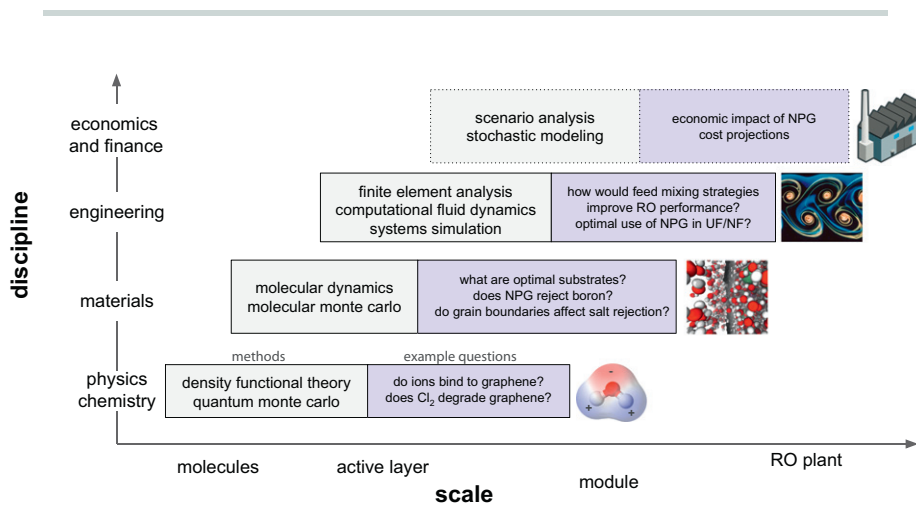 economics
and finance
scenario analysis
stochastic modeling
economic impact of NPG
cost projections
engineering
finite element analysis
computational fluid dynamics
systems simulation
how would feed mixing strategies
improve RO performance?
optimal use of NPG in UF/NF?
discipline
materials
molecular dynamics
molecular monte carlo
what are optimal substrates?
does NPG reject boron?
do grain boundaries affect salt rejection?
methods
example questions
physics
chemistry
density functional theory
quantum monte carlo
do ions bind to graphene?
does Cl₂ degrade graphene?
-
+
+
molecules
active layer
module
RO plant
scale